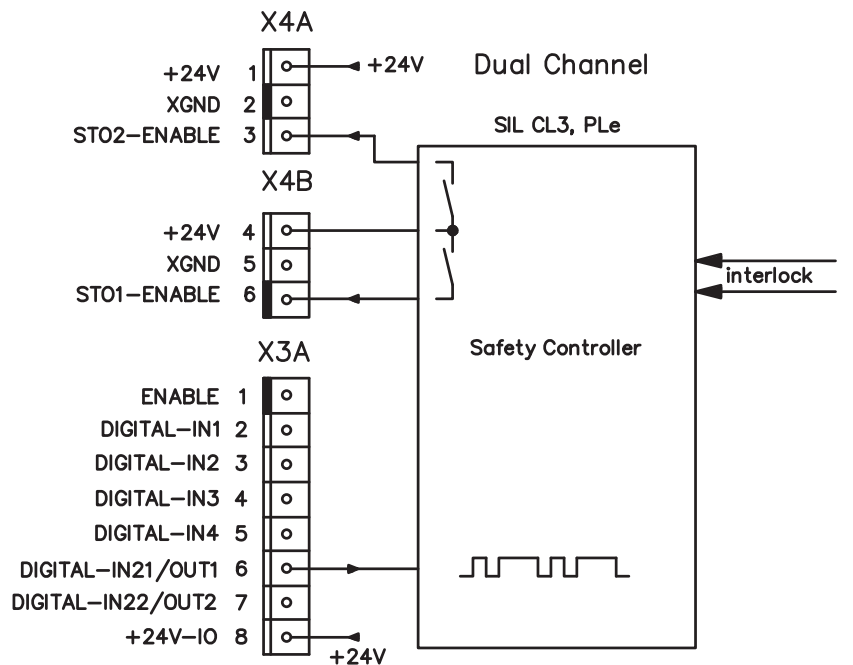 X4A
+24V 1
+24V
Dual Channel
XGND 2
STO2-ENABLE 3
SIL CL3, PLe
X4B
+24V 4
XGND 5
STO1-ENABLE 6
interlock
X3A
Safety Controller
ENABLE 1
DIGITAL-IN1 2
DIGITAL-IN2 3
DIGITAL-IN3 4
DIGITAL-IN4 5
DIGITAL-IN21/OUT1 6
DIGITAL-IN22/OUT2 7
+24V-IO 8
+24V